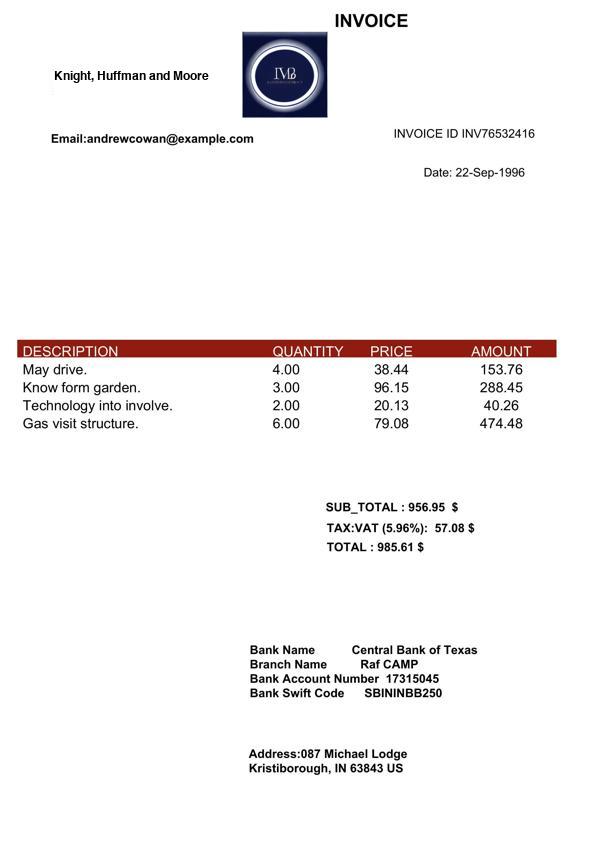 INVOICE
Knight, Huffman and Moore
Email:andrewcowan@example.com
INVOICE ID INV76532416
Date: 22-Sep-1996
DESCRIPTION QUANTITY PRICE AMOUNT
May drive. 4.00 38.44 153.76
Know form garden. 3.00 96.15 288.45
Technology into involve. 2.00 20.13 40.26
Gas visit structure. 6.00 79.08 474.48
SUB_TOTAL : 956.95 $
TAX:VAT (5.96%): 57.08 $
TOTAL : 985.61 $
Bank Name Central Bank of Texas
Branch Name Raf CAMP
Bank Account Number 17315045
Bank Swift Code SBININBB250
Address:087 Michael Lodge
Kristiborough, IN 63843 US